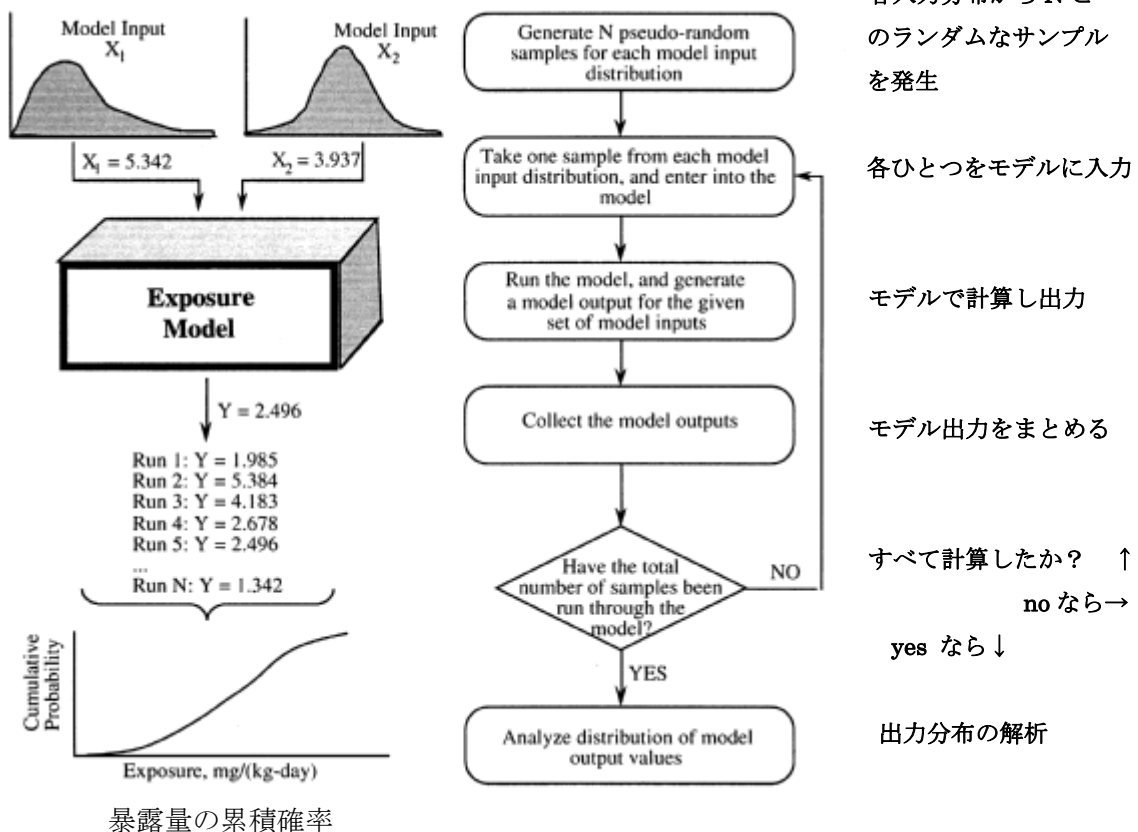 Model Input
X1
Model Input
X2
X1 = 5.342
X2 = 3.937
Exposure
Model
Y = 2.496
Run 1: Y = 1.985
Run 2: Y = 5.384
Run 3: Y = 4.183
Run 4: Y = 2.678
Run 5: Y = 2.496
...
Run N: Y = 1.342
Cumulative
Probability
Exposure, mg/(kg-day)
暴露量の累積確率
Generate N pseudo-random
samples for each model input
distribution
Take one sample from each model
input distribution, and enter into the
model
Run the model, and generate
a model output for the given
set of model inputs
Collect the model outputs
Have the total
number of samples been
run through the
model?
NO
YES
Analyze distribution of model
output values
のランダムなサンプル
を発生
各ひとつをモデルに入力
モデルで計算し出力
モデル出力をまとめる
すべて計算したか? ↑
no なら→
yes なら↓
出力分布の解析